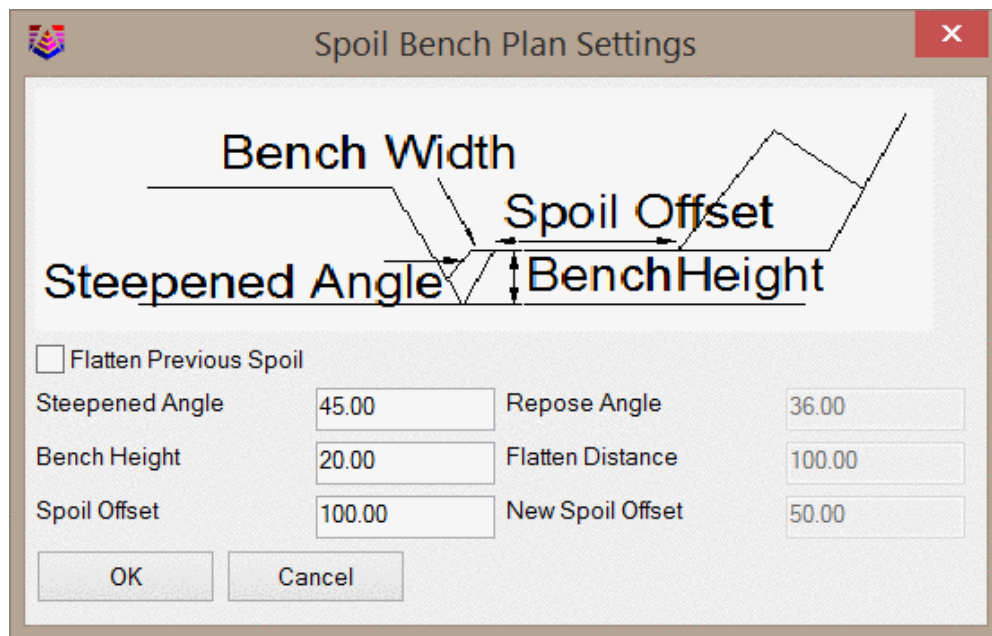 Spoil Bench Plan Settings
Bench Width
Spoil Offset
Steepened Angle
BenchHeight
Flatten Previous Spoil
Steepened Angle 45.00 Repose Angle 36.00
Bench Height 20.00 Flatten Distance 100.00
Spoil Offset 100.00 New Spoil Offset 50.00
OK Cancel